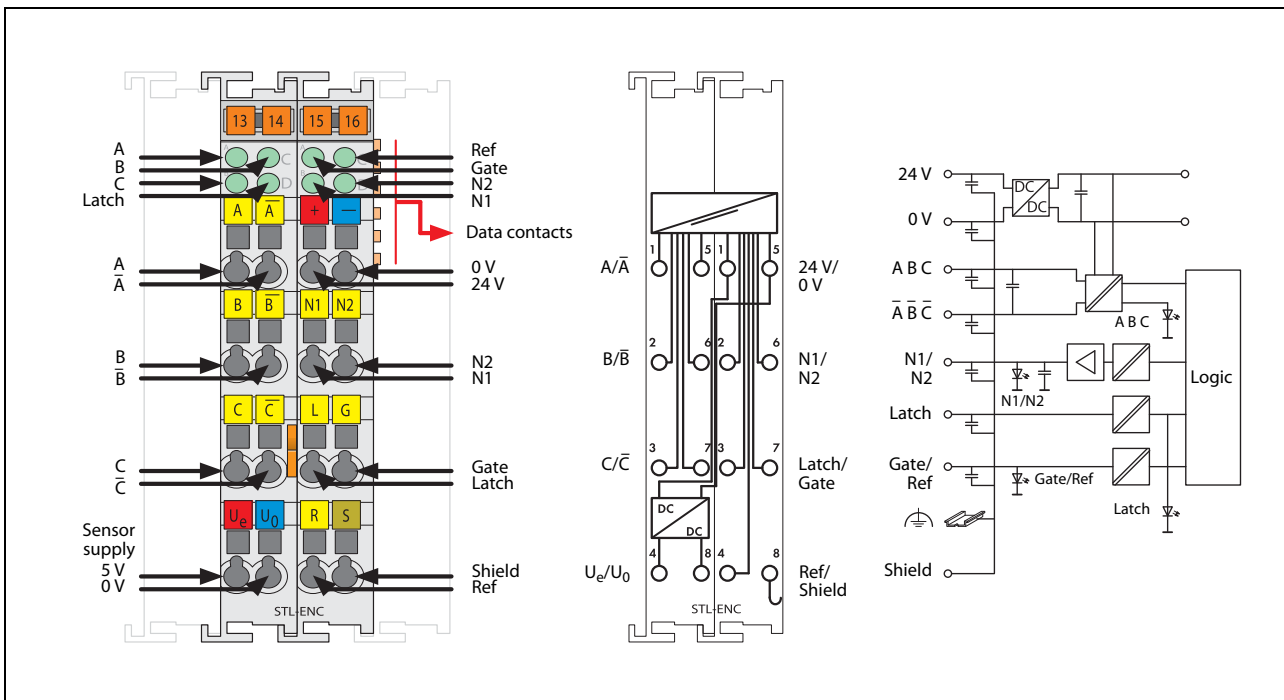 13 14 15 16
A
B
C
Latch
A B
C D
Ref
Gate
N2
N1
A A̅ + —
Data contacts
A
A̅
0 V
24 V
B B̅ N1 N2
B
B̅
N2
N1
C C̅ L G
C
C̅
Gate
Latch
Ue U0 R S
Sensor
supply
5 V
0 V
Shield
Ref
STL-ENC
1 5 1 5
A/A̅
24 V/
0 V
2 6 2 6
B/B̅
N1/
N2
3 7 3 7
C/C̅
Latch/
Gate
DC
DC
4 8 4 8
Ue/U0
Ref/
Shield
STL-ENC
24 V
DC
DC
0 V
A B C
A̅ B̅ C̅
A B C
N1/
N2
N1/N2
Logic
Latch
Gate/
Ref
Gate/Ref
Latch
Shield